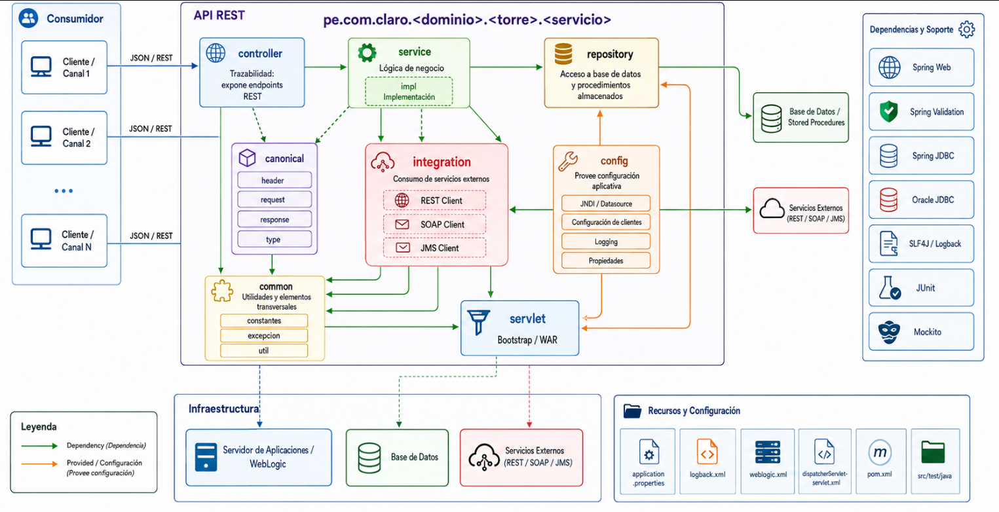 Consumidor
Cliente /
Canal 1
Cliente /
Canal 2
Cliente /
Canal N
JSON / REST
JSON / REST
JSON / REST
API REST
pe.com.claro.<dominio>.<torre>.<servicio>
controller
Trazabilidad:
expone endpoints
REST
service
Lógica de negocio
impl
Implementación
repository
Acceso a base de datos
y procedimientos
almacenados
canonical
header
request
response
type
integration
Consumo de servicios externos
REST Client
SOAP Client
JMS Client
config
Provee configuración
aplicativa
JNDI / Datasource
Configuración de clientes
Logging
Propiedades
common
Utilidades y elementos
transversales
constantes
excepcion
util
servlet
Bootstrap / WAR
Base de Datos /
Stored Procedures
Servicios Externos
(REST / SOAP / JMS)
Dependencias y Soporte
Spring Web
Spring Validation
Spring JDBC
Oracle JDBC
SLF4J / Logback
JUnit
Mockito
Leyenda
Dependency (Dependencia)
Provided / Configuración
(Provee configuración)
Infraestructura
Servidor de Aplicaciones /
WebLogic
Base de Datos
Servicios Externos
(REST / SOAP / JMS)
Recursos y Configuración
application
.properties
logback.xml
weblogic.xml
dispatcherServlet-
servlet.xml
m
pom.xml
src/test/java